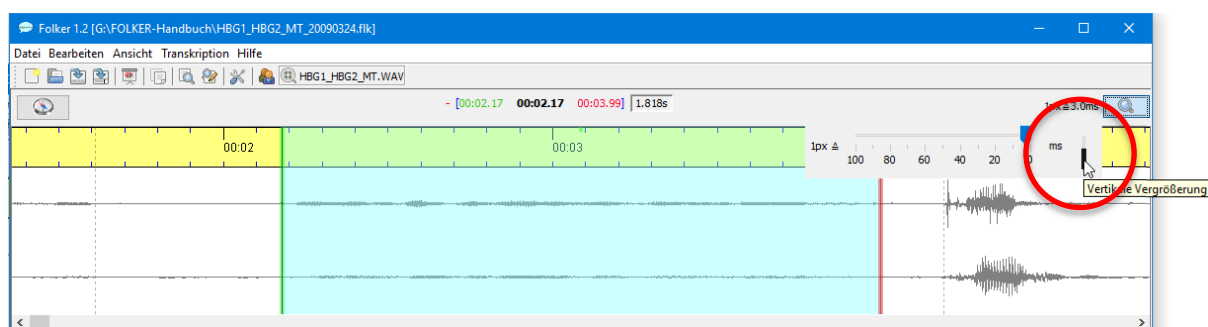 Folker 1.2 [G:\FOLKER-Handbuch\HBG1_HBG2_MT_20090324.flk]
Datei Bearbeiten Ansicht Transkription Hilfe
HBG1_HBG2_MT.WAV
- [00:02.17 00:02.17 00:03.99] 1.818s
1px≙3.0ms
00:02 00:03
1px ≙ ms
100 80 60 40 20 0
Vertikale Vergrößerung